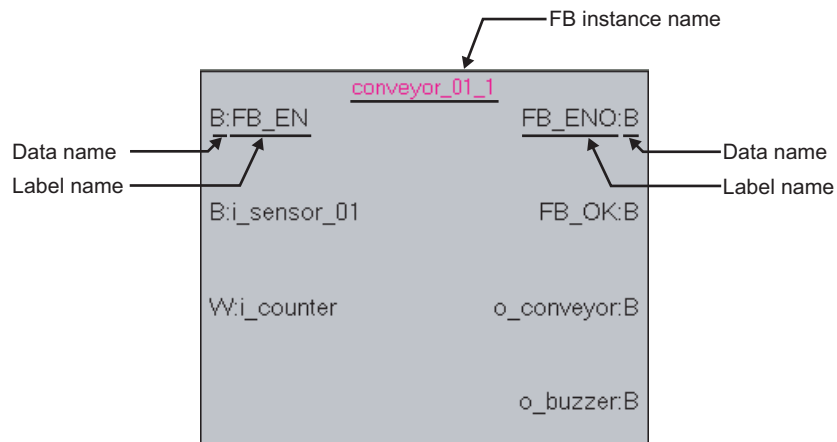 FB instance name
conveyor_01_1
B:FB_EN
FB_ENO:B
Data name
Data name
Label name
Label name
B:i_sensor_01
FB_OK:B
W:i_counter
o_conveyor:B
o_buzzer:B